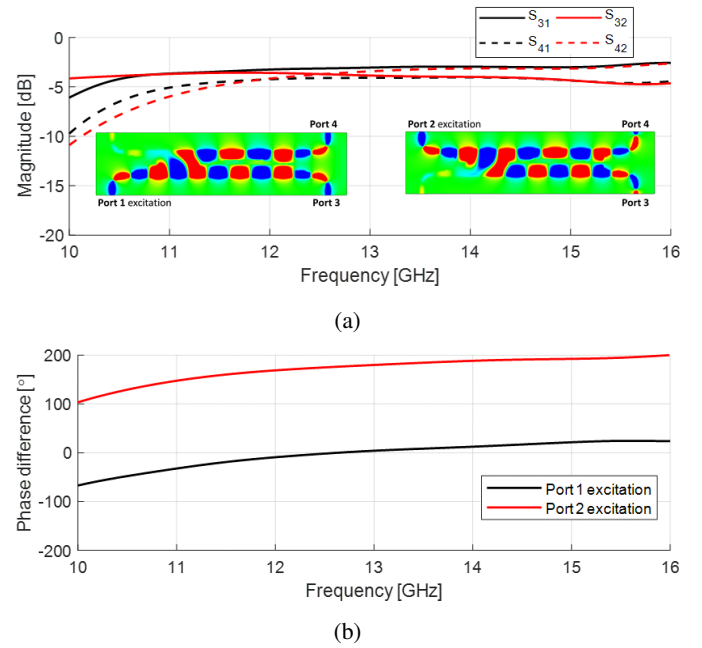 S31 S32
S41 S42
0
-5
-10
-15
-20
Magnitude [dB]
Port 4
Port 1 excitation
Port 3
Port 2 excitation
Port 4
Port 3
10 11 12 13 14 15 16
Frequency [GHz]
(a)
200
100
0
-100
-200
Phase difference [°]
Port 1 excitation
Port 2 excitation
10 11 12 13 14 15 16
Frequency [GHz]
(b)